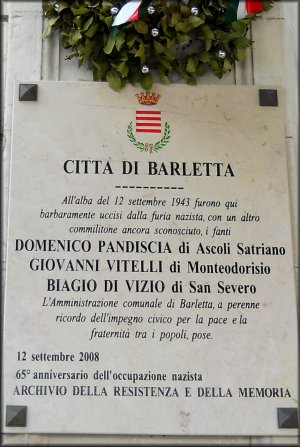 CITTÀ DI BARLETTA
All'alba del 12 settembre 1943 furono qui
barbaramente uccisi dalla furia nazista, con un altro
commilitone ancora sconosciuto, i fanti
DOMENICO PANDISCIA di Ascoli Satriano
GIOVANNI VITELLI di Monteodorisio
BIAGIO DI VIZIO di San Severo
L'Amministrazione comunale di Barletta, a perenne
ricordo dell'impegno civico per la pace e la
fraternità tra i popoli, pose.
12 settembre 2008
65° anniversario dell'occupazione nazista
ARCHIVIO DELLA RESISTENZA E DELLA MEMORIA